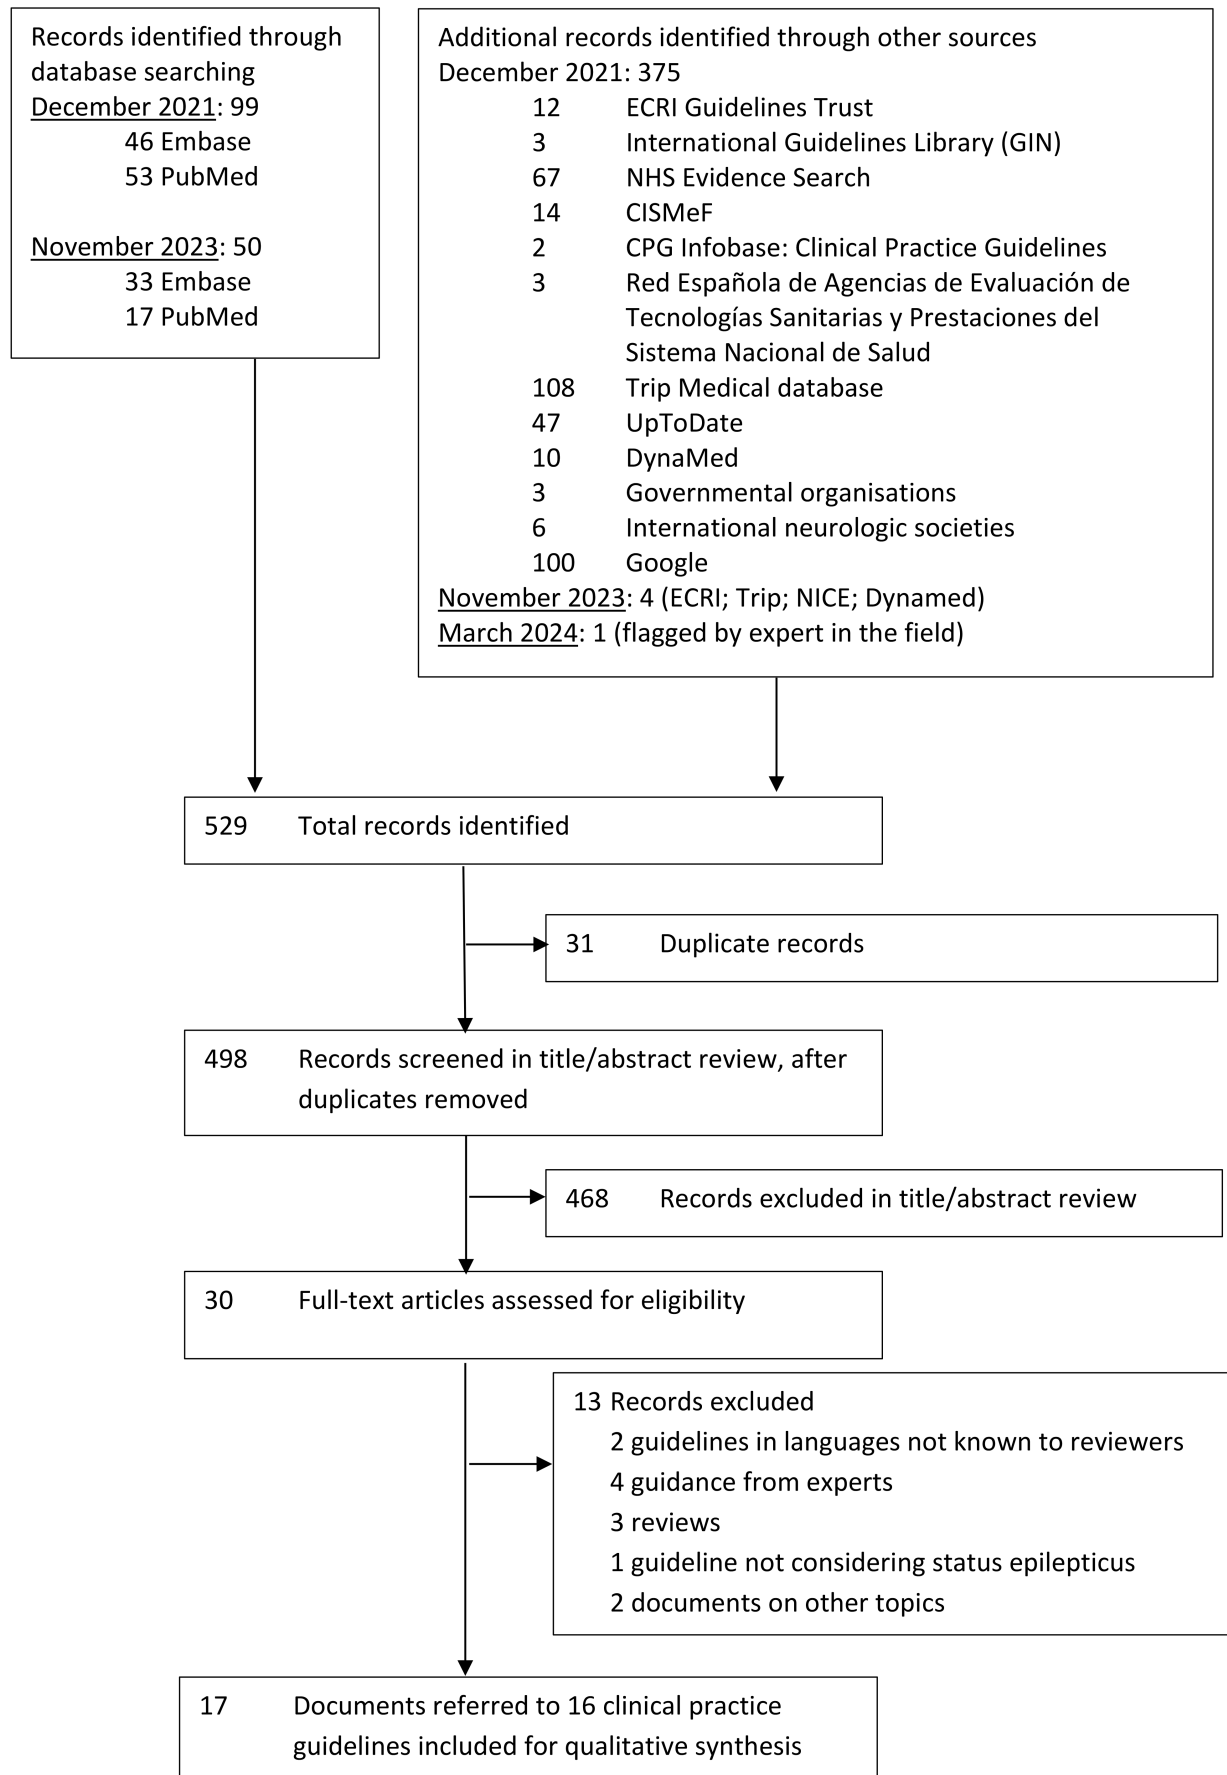 Records identified through
database searching
December 2021: 99
46 Embase
53 PubMed
November 2023: 50
33 Embase
17 PubMed
Additional records identified through other sources
December 2021: 375
12 ECRI Guidelines Trust
3 International Guidelines Library (GIN)
67 NHS Evidence Search
14 CISMeF
2 CPG Infobase: Clinical Practice Guidelines
3 Red Española de Agencias de Evaluación de
Tecnologías Sanitarias y Prestaciones del
Sistema Nacional de Salud
108 Trip Medical database
47 UpToDate
10 DynaMed
3 Governmental organisations
6 International neurologic societies
100 Google
November 2023: 4 (ECRI; Trip; NICE; Dynamed)
March 2024: 1 (flagged by expert in the field)
529 Total records identified
31 Duplicate records
498 Records screened in title/abstract review, after
duplicates removed
468 Records excluded in title/abstract review
30 Full-text articles assessed for eligibility
13 Records excluded
2 guidelines in languages not known to reviewers
4 guidance from experts
3 reviews
1 guideline not considering status epilepticus
2 documents on other topics
17 Documents referred to 16 clinical practice
guidelines included for qualitative synthesis